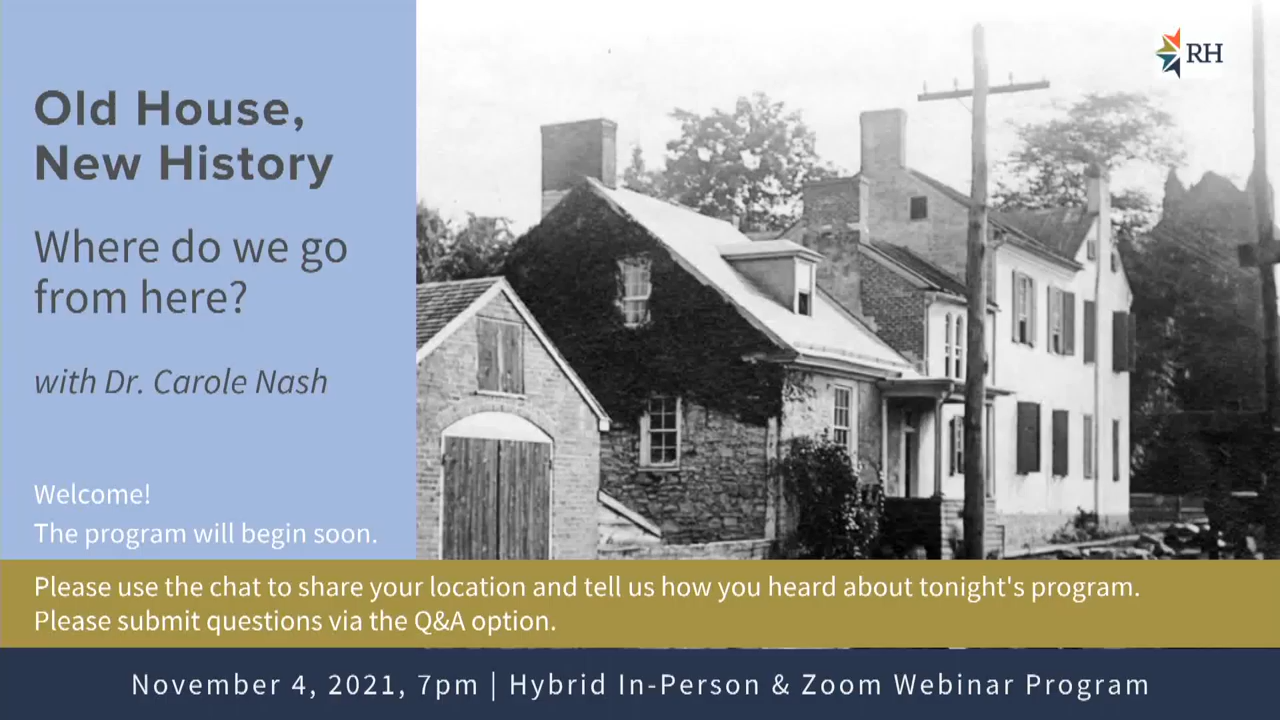 RH
Old House,
New History
Where do we go
from here?
with Dr. Carole Nash
Welcome!
The program will begin soon.
Please use the chat to share your location and tell us how you heard about tonight's program.
Please submit questions via the Q&A option.
November 4, 2021, 7pm | Hybrid In-Person & Zoom Webinar Program